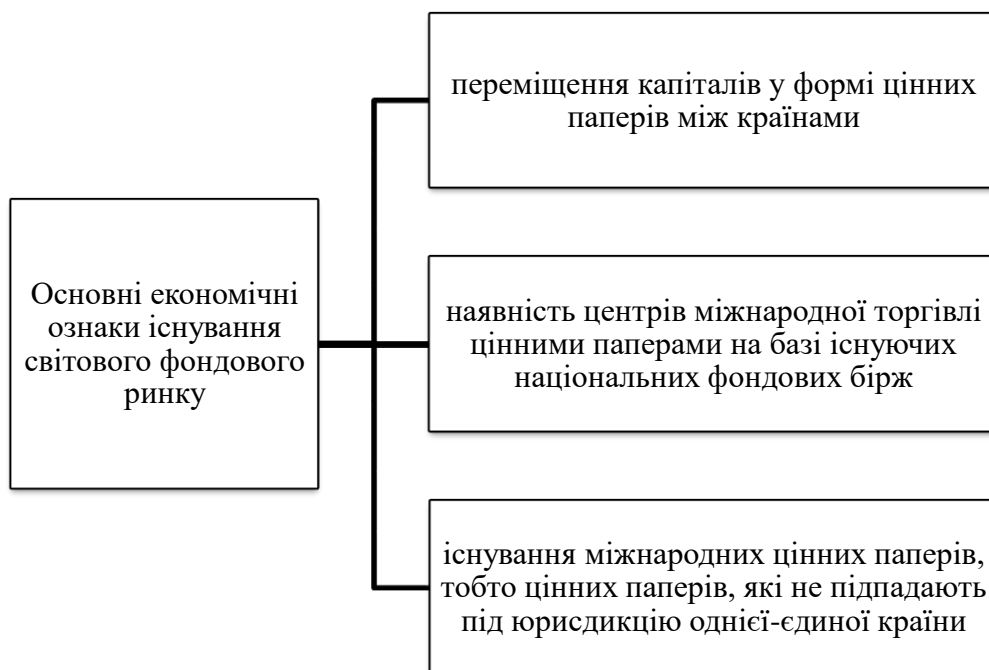 Основні економічні
ознаки існування
світового фондового
ринку
переміщення капіталів у формі цінних
паперів між країнами
наявність центрів міжнародної торгівлі
цінними паперами на базі існуючих
національних фондових бірж
існування міжнародних цінних паперів,
тобто цінних паперів, які не підпадають
під юрисдикцію однієї-єдиної країни